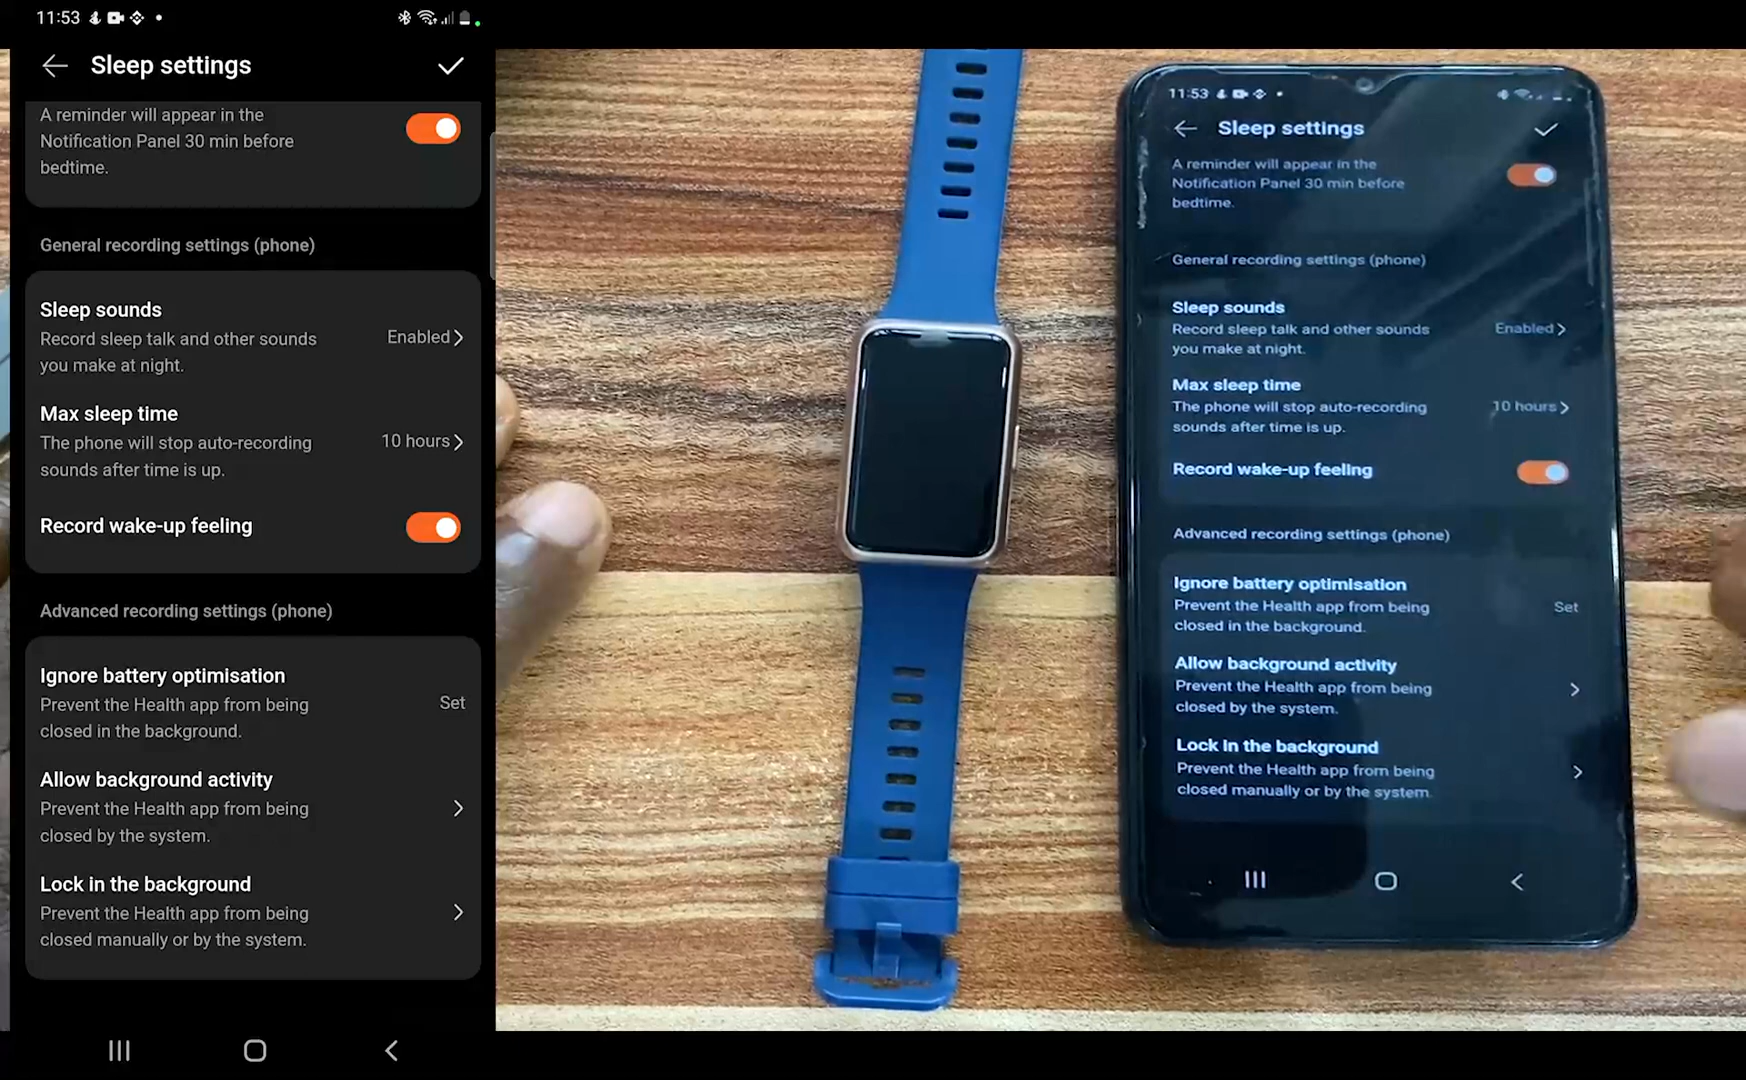 11:53
Sleep settings
A reminder will appear in the
Notification Panel 30 min before
bedtime.
General recording settings (phone)
Sleep sounds
Record sleep talk and other sounds
you make at night.
Enabled
Max sleep time
The phone will stop auto-recording
sounds after time is up.
10 hours
Record wake-up feeling
Advanced recording settings (phone)
Ignore battery optimisation
Prevent the Health app from being
closed in the background.
Set
Allow background activity
Prevent the Health app from being
closed by the system.
Lock in the background
Prevent the Health app from being
closed manually or by the system.
11:53
Sleep settings
A reminder will appear in the
Notification Panel 30 min before
bedtime.
General recording settings (phone)
Sleep sounds
Record sleep talk and other sounds
you make at night.
Enabled
Max sleep time
The phone will stop auto-recording
sounds after time is up.
10 hours
Record wake-up feeling
Advanced recording settings (phone)
Ignore battery optimisation
Prevent the Health app from being
closed in the background.
Set
Allow background activity
Prevent the Health app from being
closed by the system.
Lock in the background
Prevent the Health app from being
closed manually or by the system.